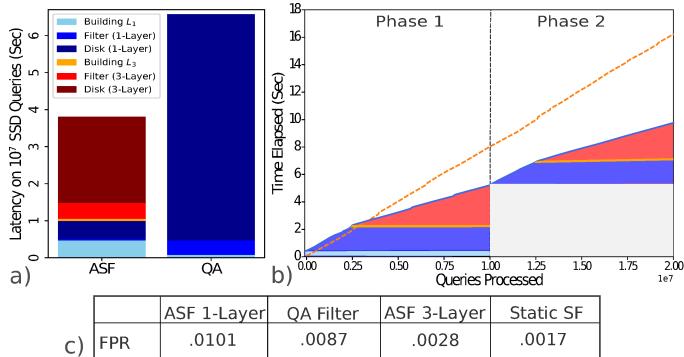 Latency on 10⁷ SSD Queries (Sec)
6
5
4
3
2
1
0
Building L₁
Filter (1-Layer)
Disk (1-Layer)
Building L₃
Filter (3-Layer)
Disk (3-Layer)
ASF QA
a)
Time Elapsed (Sec)
18
16
14
12
10
8
6
4
2
0
Phase 1 Phase 2
0.00 0.25 0.50 0.75 1.00 1.25 1.50 1.75 2.00
Queries Processed
1e7
b)
ASF 1-Layer QA Filter ASF 3-Layer Static SF
FPR .0101 .0087 .0028 .0017
c)